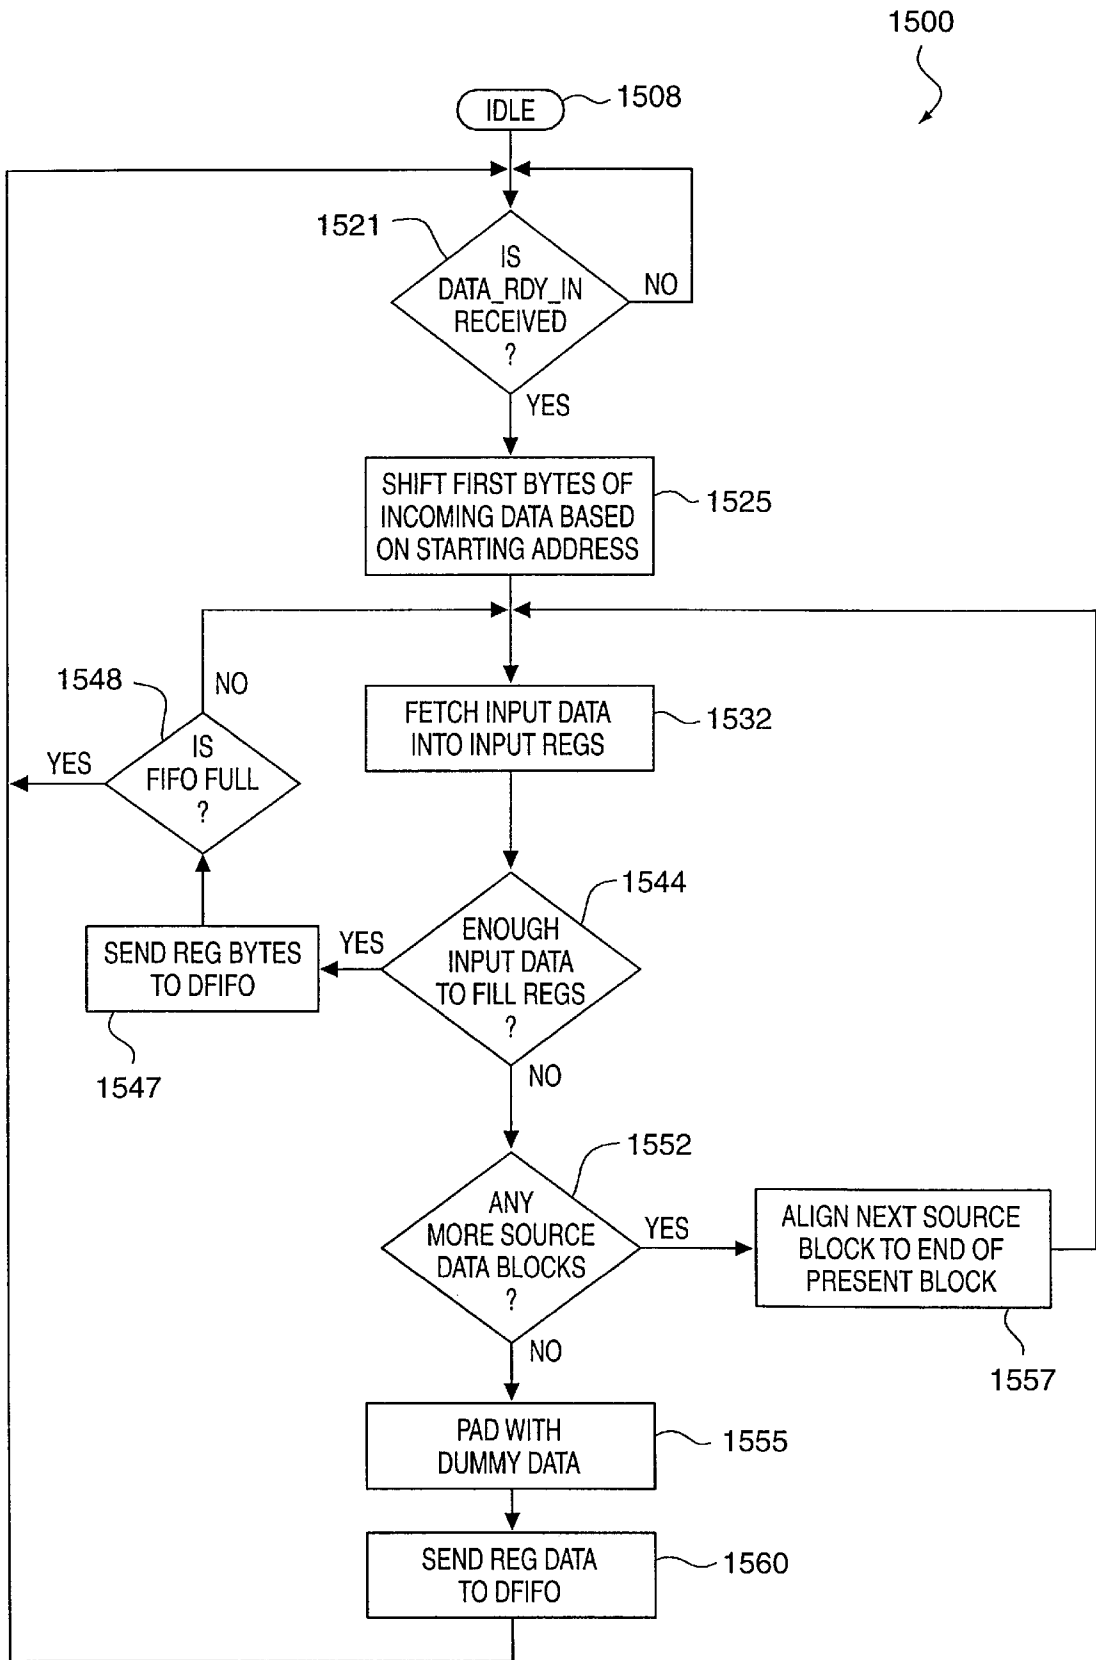 1500
IDLE
1508
1521
IS
DATA_RDY_IN
RECEIVED
?
NO
YES
SHIFT FIRST BYTES OF
INCOMING DATA BASED
ON STARTING ADDRESS
1525
1548
NO
IS
FIFO FULL
?
YES
FETCH INPUT DATA
INTO INPUT REGS
1532
1544
ENOUGH
INPUT DATA
TO FILL REGS
?
YES
SEND REG BYTES
TO DFIFO
1547
NO
1552
ANY
MORE SOURCE
DATA BLOCKS
?
YES
ALIGN NEXT SOURCE
BLOCK TO END OF
PRESENT BLOCK
1557
NO
PAD WITH
DUMMY DATA
1555
SEND REG DATA
TO DFIFO
1560